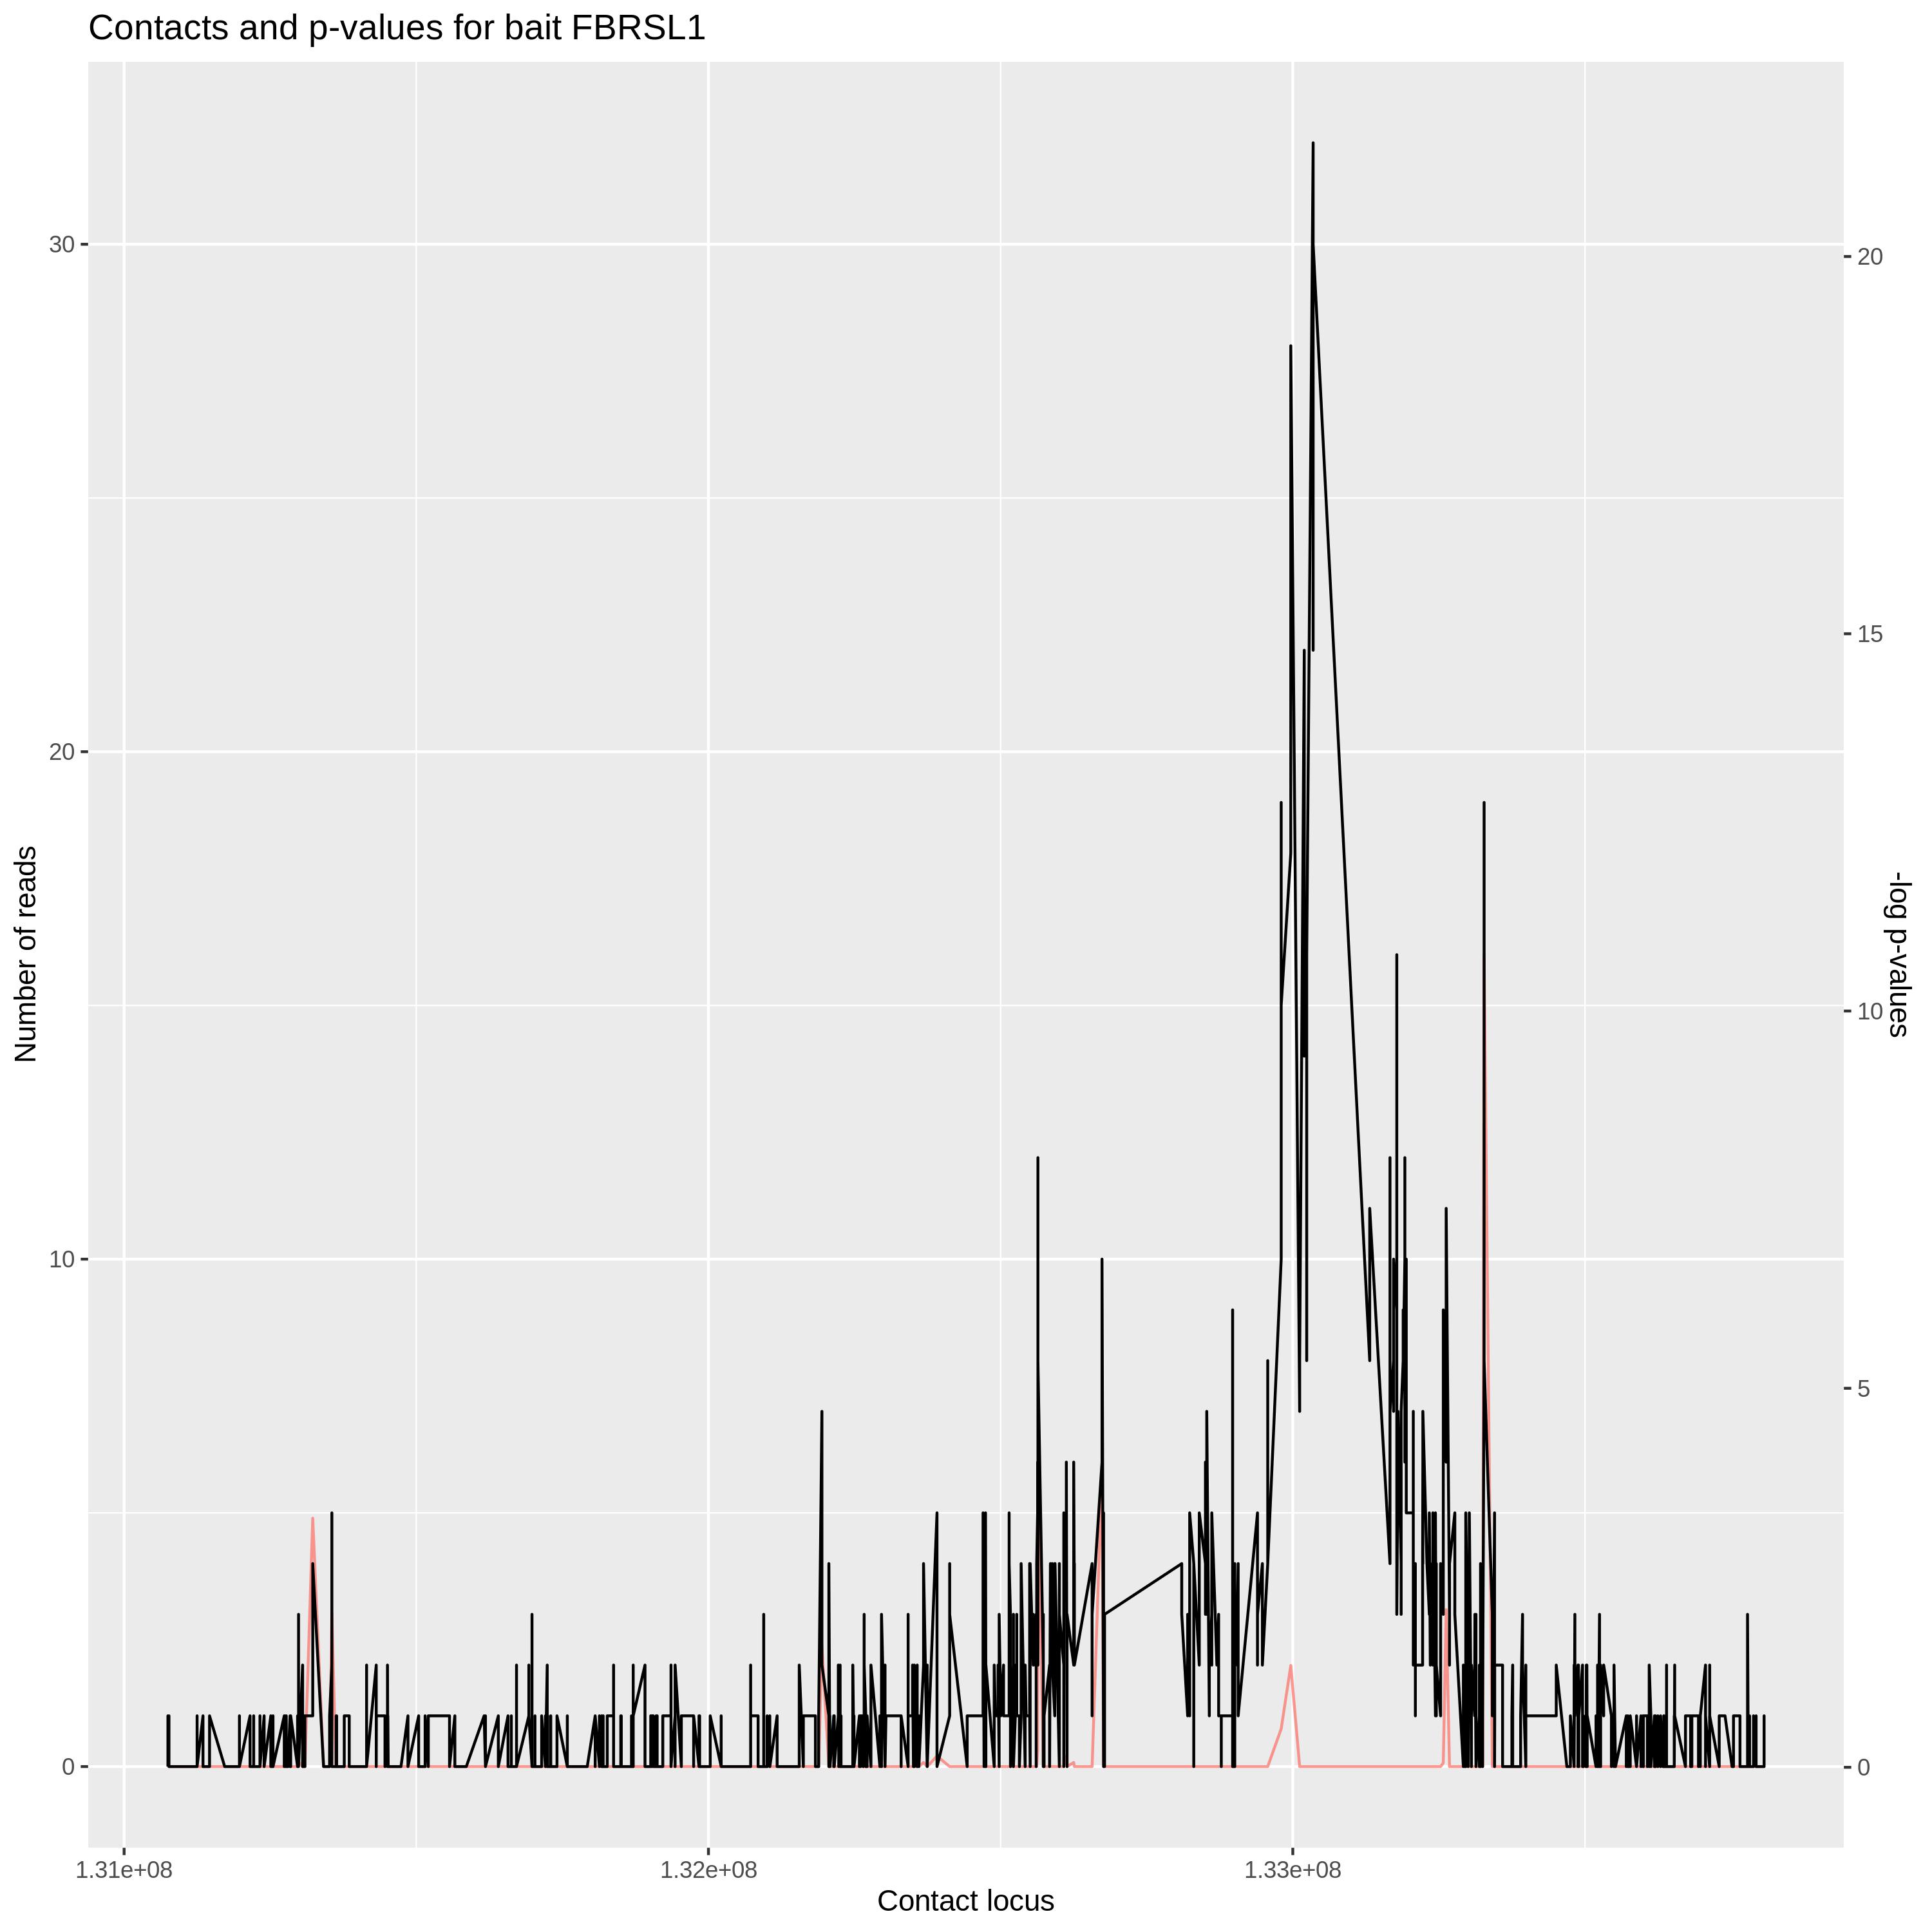 Contacts and p-values for bait FBRSL1
30
20
10
0
Number of reads
20
15
10
5
0
-log p-values
1.31e+08
1.32e+08
1.33e+08
Contact locus